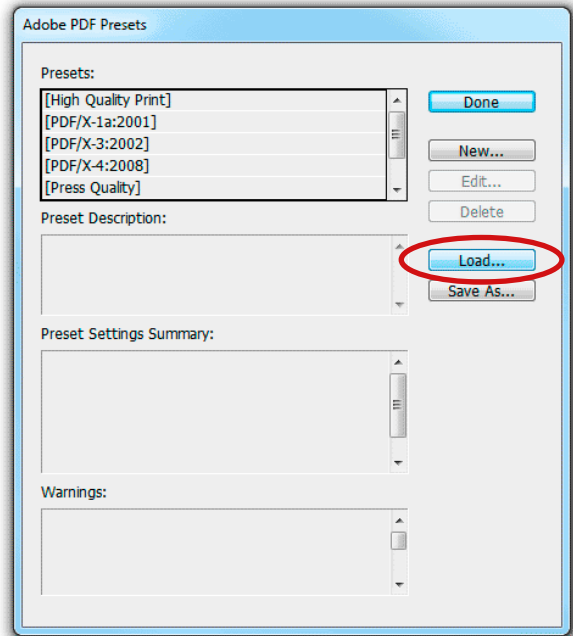 Adobe PDF Presets
Presets:
[High Quality Print]
[PDF/X-1a:2001]
[PDF/X-3:2002]
[PDF/X-4:2008]
[Press Quality]
Done
New...
Edit...
Delete
Preset Description:
Load...
Save As...
Preset Settings Summary:
Warnings: